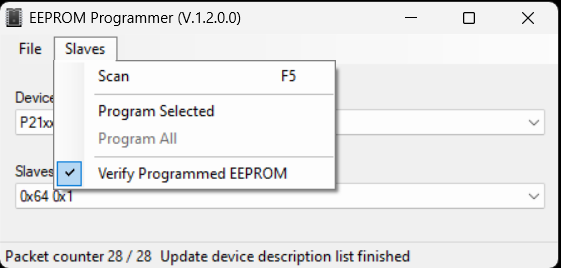 EEPROM Programmer (V.1.2.0.0)
File Slaves
Scan F5
Device
Program Selected
P21xx
Program All
Slaves
Verify Programmed EEPROM
0x64 0x1
Packet counter 28 / 28 Update device description list finished